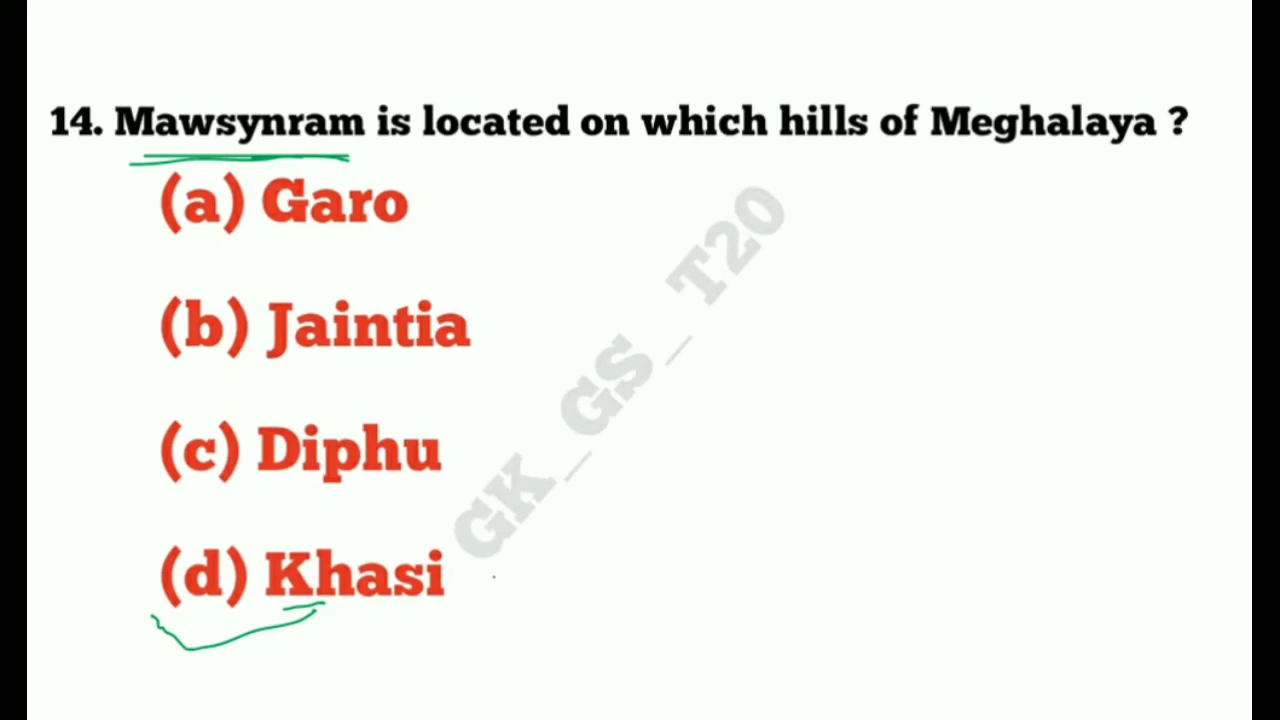 14. Mawsynram is located on which hills of Meghalaya ?
(a) Garo
(b) Jaintia
(c) Diphu
(d) Khasi
GK_GS_T20